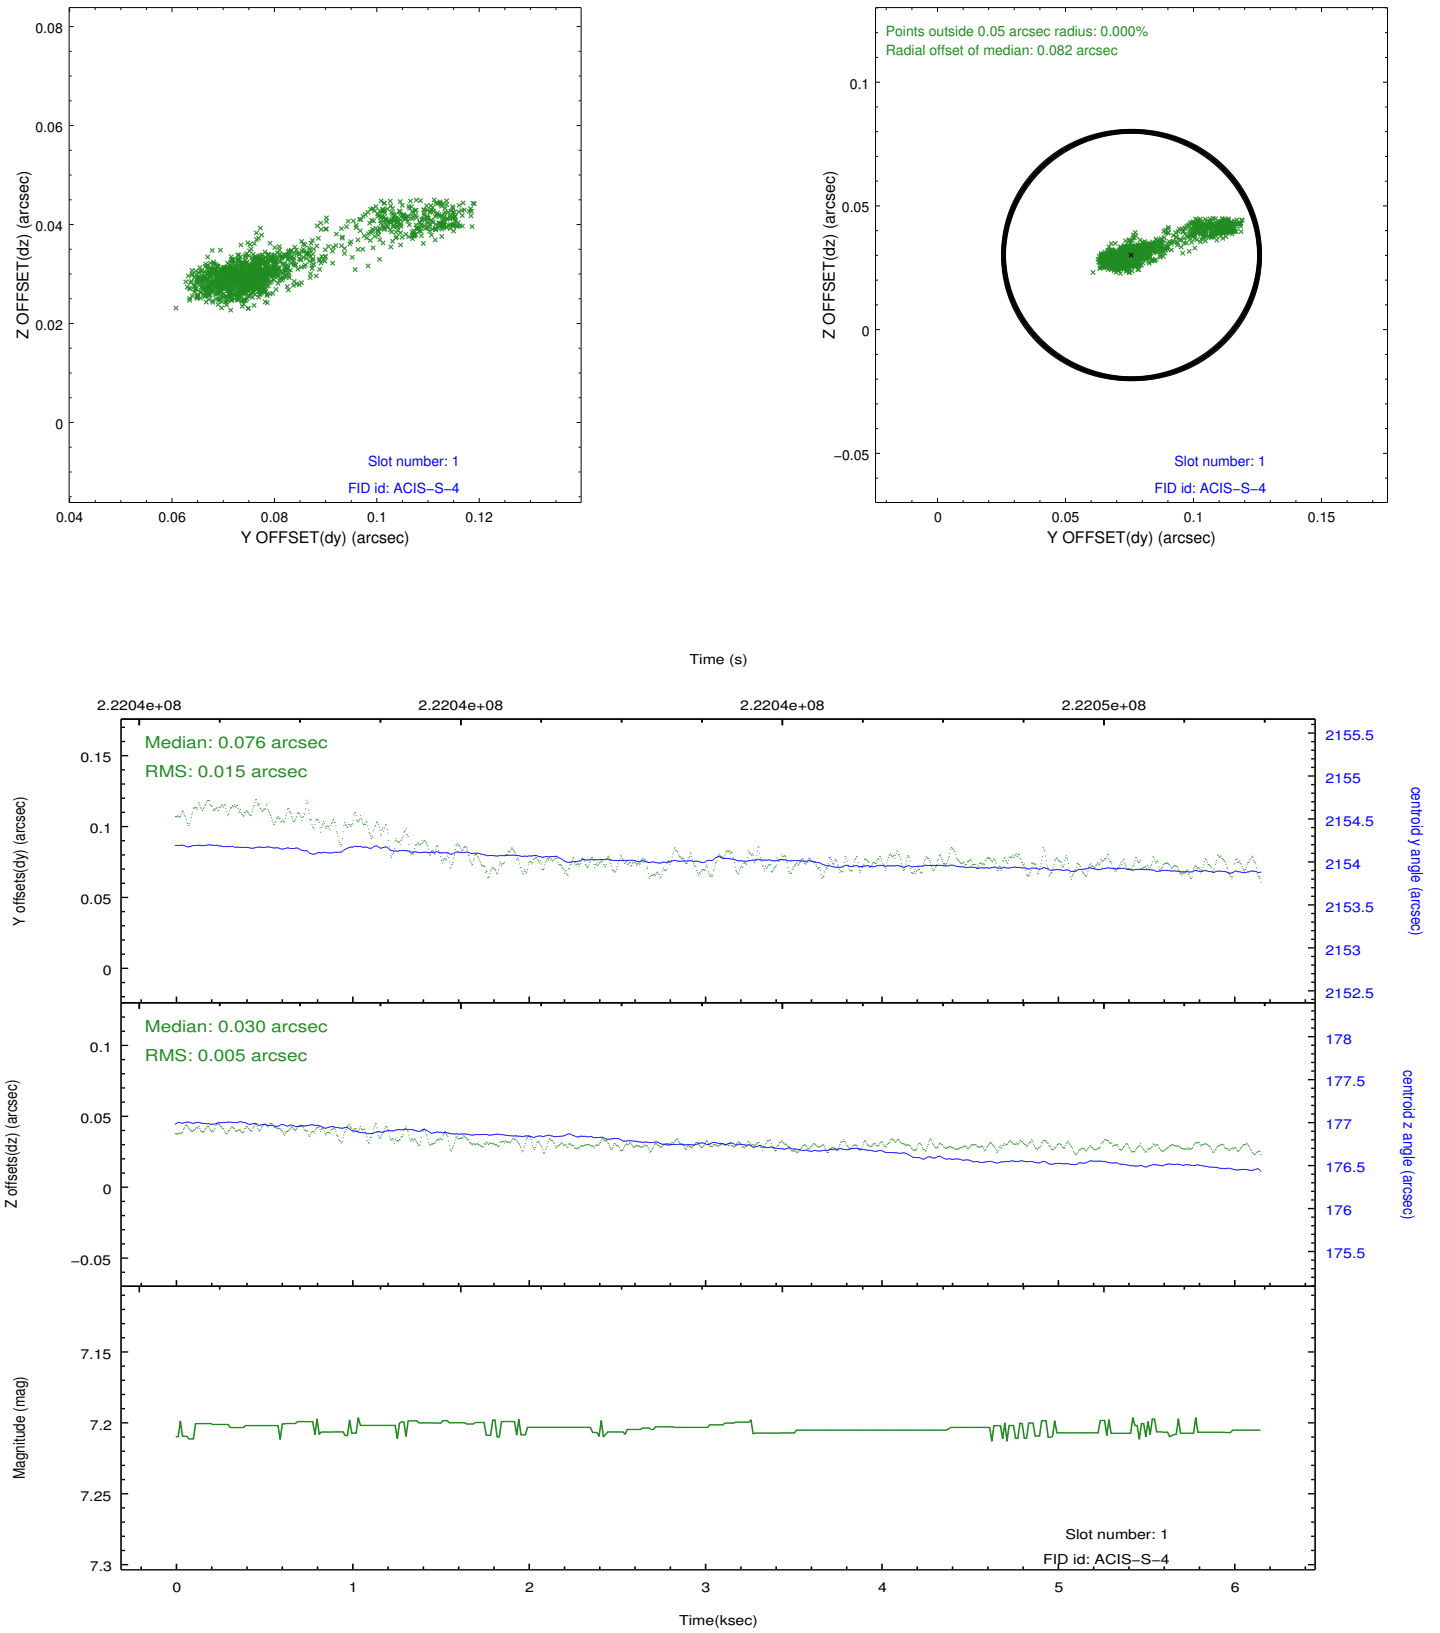 0.08
0.06
0.04
0.02
0
Z OFFSET(dz) (arcsec)
Slot number: 1
FID id: ACIS−S−4
0.04
0.06
0.08
0.1
0.12
Y OFFSET(dy) (arcsec)
Points outside 0.05 arcsec radius: 0.000%
Radial offset of median: 0.082 arcsec
0.1
0.05
0
−0.05
Z OFFSET(dz) (arcsec)
Slot number: 1
FID id: ACIS−S−4
0
0.05
0.1
0.15
Y OFFSET(dy) (arcsec)
Time (s)
2.2204e+08
2.2204e+08
2.2204e+08
2.2205e+08
Median: 0.076 arcsec
RMS: 0.015 arcsec
0.15
0.1
0.05
0
Y offsets(dy) (arcsec)
2155.5
2155
2154.5
2154
2153.5
2153
2152.5
centroid y angle (arcsec)
Median: 0.030 arcsec
RMS: 0.005 arcsec
0.1
0.05
0
−0.05
Z offsets(dz) (arcsec)
178
177.5
177
176.5
176
175.5
centroid z angle (arcsec)
7.15
7.2
7.25
7.3
Magnitude (mag)
Slot number: 1
FID id: ACIS−S−4
0
1
2
3
4
5
6
Time(ksec)